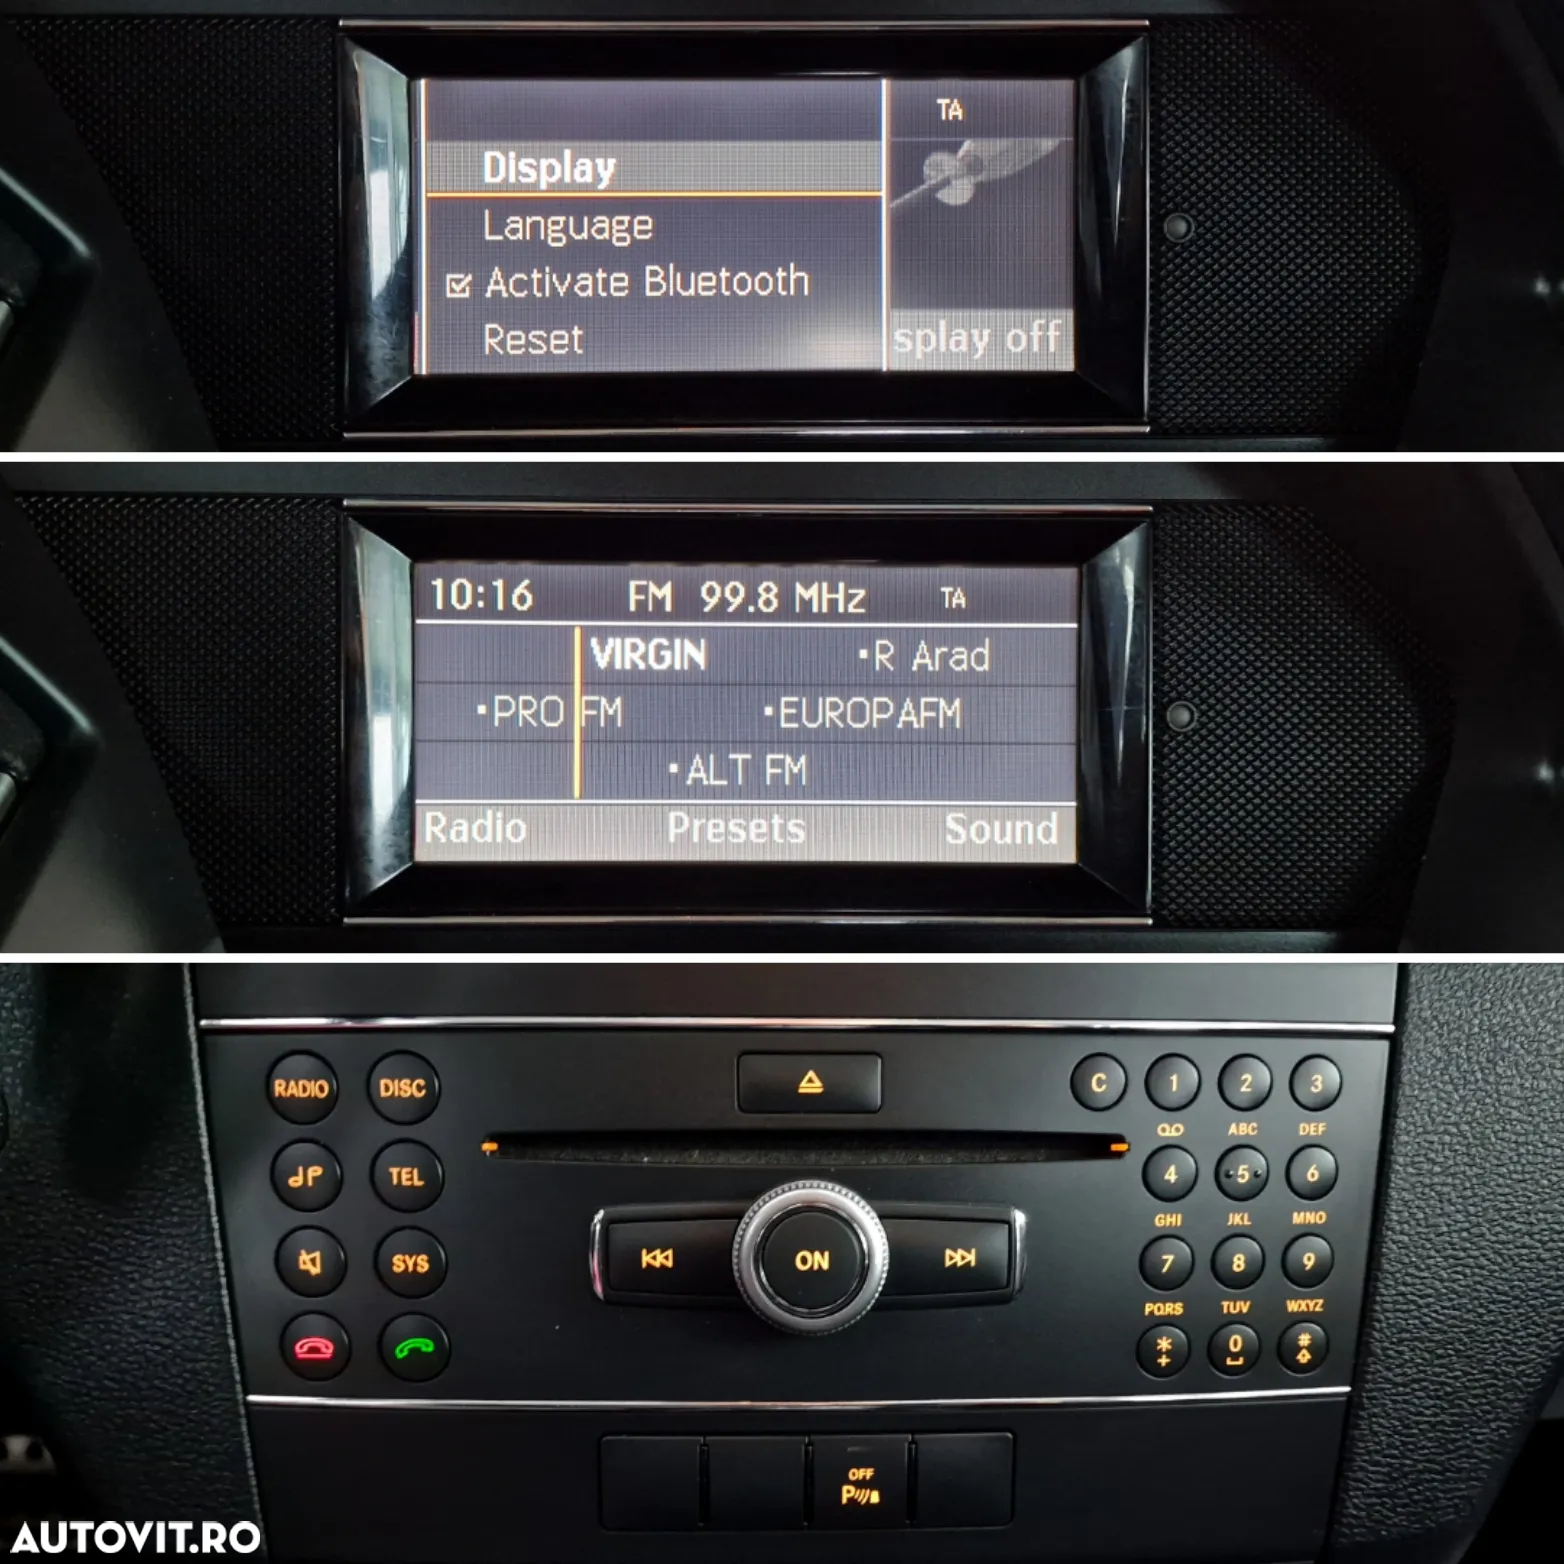 TA
Display
Language
Activate Bluetooth
Reset
splay off
10:16 FM 99.8 MHz TA
VIRGIN ·R Arad
·PRO FM ·EUROPAFM
·ALT FM
Radio Presets Sound
RADIO DISC C 1 2 3
ABC DEF
TEL 4 5 6
GHI JKL MNO
SYS ON 7 8 9
PQRS TUV WXYZ
* 0 #
+
OFF
P
AUTOVIT.RO